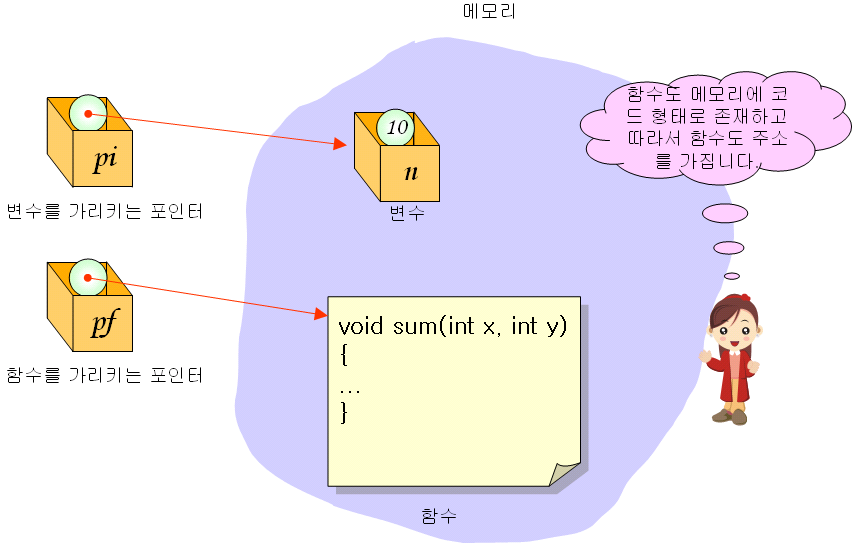 메모리
함수도 메모리에 코
드 형태로 존재하고
따라서 함수도 주소
를 가집니다.
pi
변수를 가리키는 포인터
10
n
변수
pf
함수를 가리키는 포인터
void sum(int x, int y)
{
...
}
함수